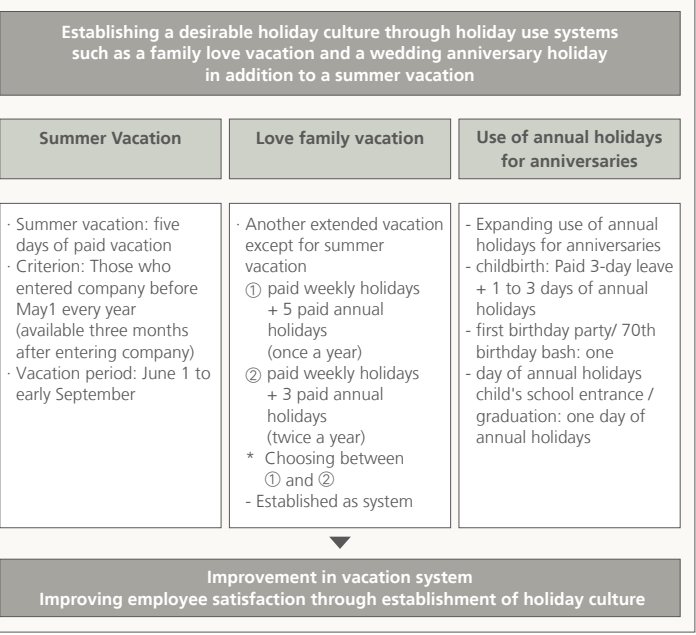 Establishing a desirable holiday culture through holiday use systems
such as a family love vacation and a wedding anniversary holiday
in addition to a summer vacation
Summer Vacation
· Summer vacation: five
days of paid vacation
· Criterion: Those who
entered company before
May1 every year
(available three months
after entering company)
· Vacation period: June 1 to
early September
Love family vacation
· Another extended vacation
except for summer
vacation
① paid weekly holidays
+ 5 paid annual
holidays
(once a year)
② paid weekly holidays
+ 3 paid annual
holidays
(twice a year)
* Choosing between
① and ②
- Established as system
Use of annual holidays
for anniversaries
- Expanding use of annual
holidays for anniversaries
- childbirth: Paid 3-day leave
+ 1 to 3 days of annual
holidays
- first birthday party/ 70th
birthday bash: one
- day of annual holidays
child's school entrance /
graduation: one day of
annual holidays
Improvement in vacation system
Improving employee satisfaction through establishment of holiday culture